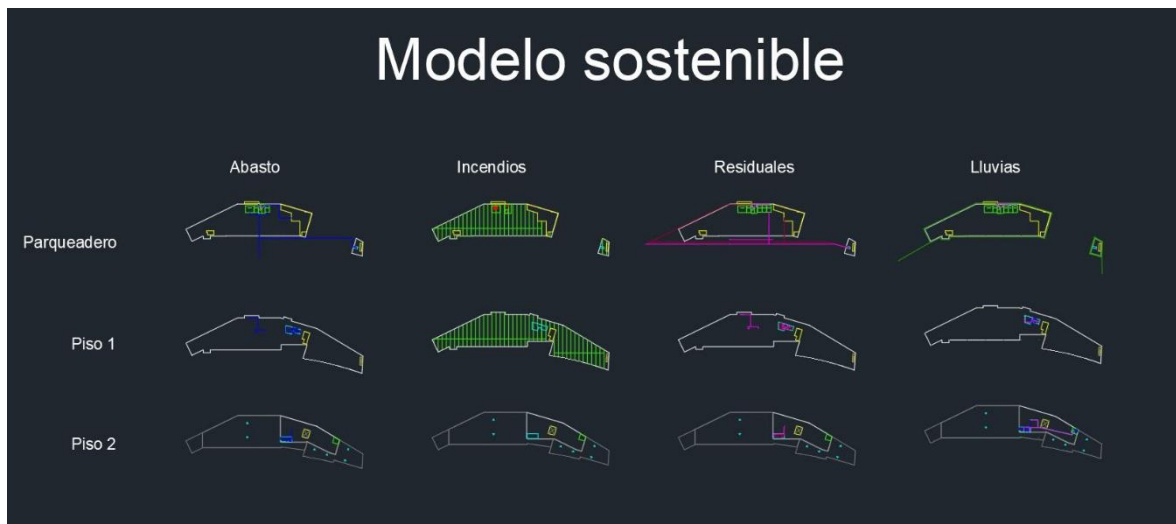 Modelo sostenible
Abasto Incendios Residuales Lluvias
Parqueadero
Piso 1
Piso 2